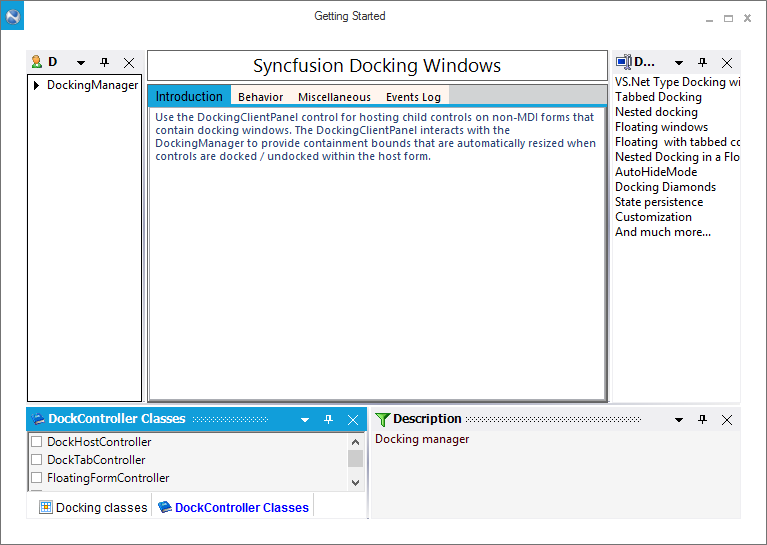 Getting Started
D
DockingManager
Syncfusion Docking Windows
Introduction Behavior Miscellaneous Events Log
Use the DockingClientPanel control for hosting child controls on non-MDI forms that
contain docking windows. The DockingClientPanel interacts with the
DockingManager to provide containment bounds that are automatically resized when
controls are docked / undocked within the host form.
D...
VS.Net Type Docking wi
Tabbed Docking
Nested docking
Floating windows
Floating with tabbed co
Nested Docking in a Flo
AutoHideMode
Docking Diamonds
State persistence
Customization
And much more...
DockController Classes
DockHostController
DockTabController
FloatingFormController
Docking classes DockController Classes
Description
Docking manager